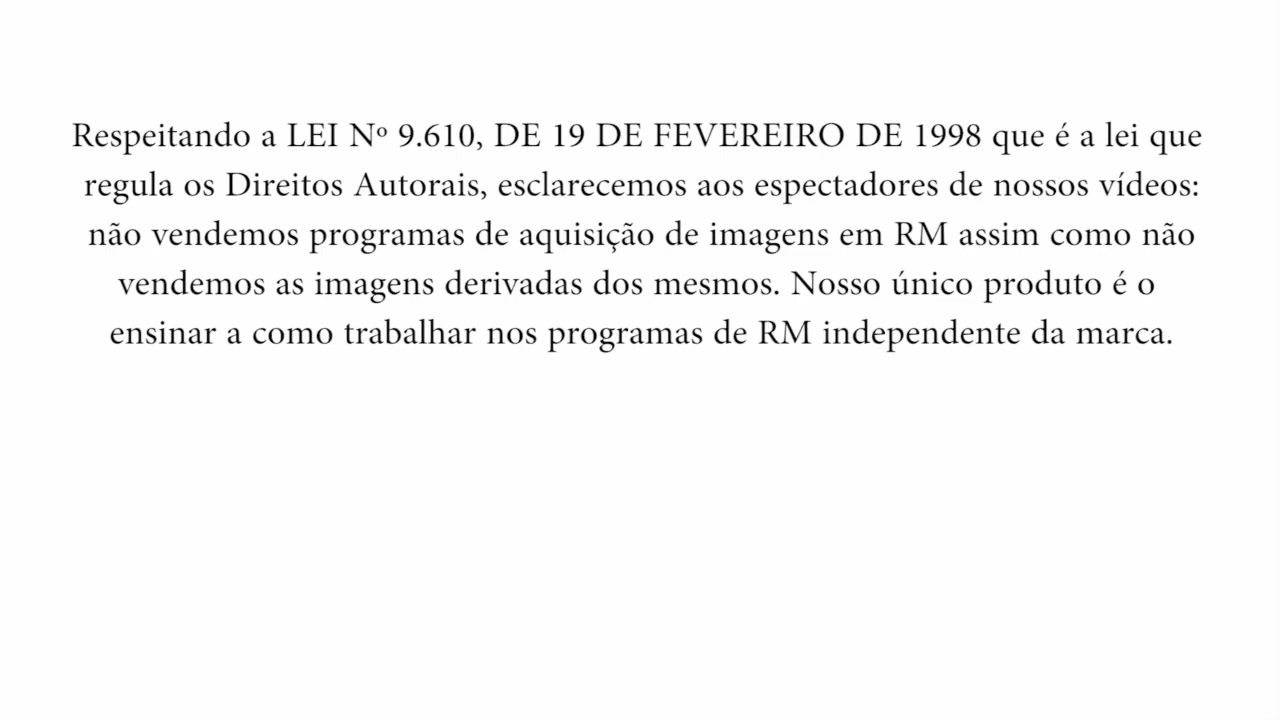 Respeitando a LEI Nº 9.610, DE 19 DE FEVEREIRO DE 1998 que é a lei que
regula os Direitos Autorais, esclarecemos aos espectadores de nossos vídeos:
não vendemos programas de aquisição de imagens em RM assim como não
vendemos as imagens derivadas dos mesmos. Nosso único produto é o
ensinar a como trabalhar nos programas de RM independente da marca.